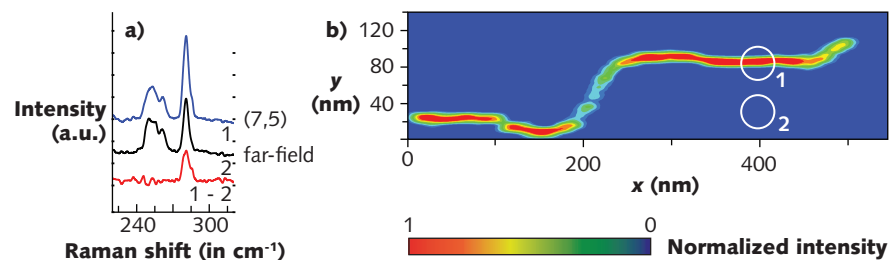 a)
Intensity
(a.u.)
1
(7,5)
far-field
2
1 - 2
240
300
Raman shift (in cm-1)
b)
120
80
40
y
(nm)
1
2
0
200
400
x (nm)
1
0
Normalized intensity